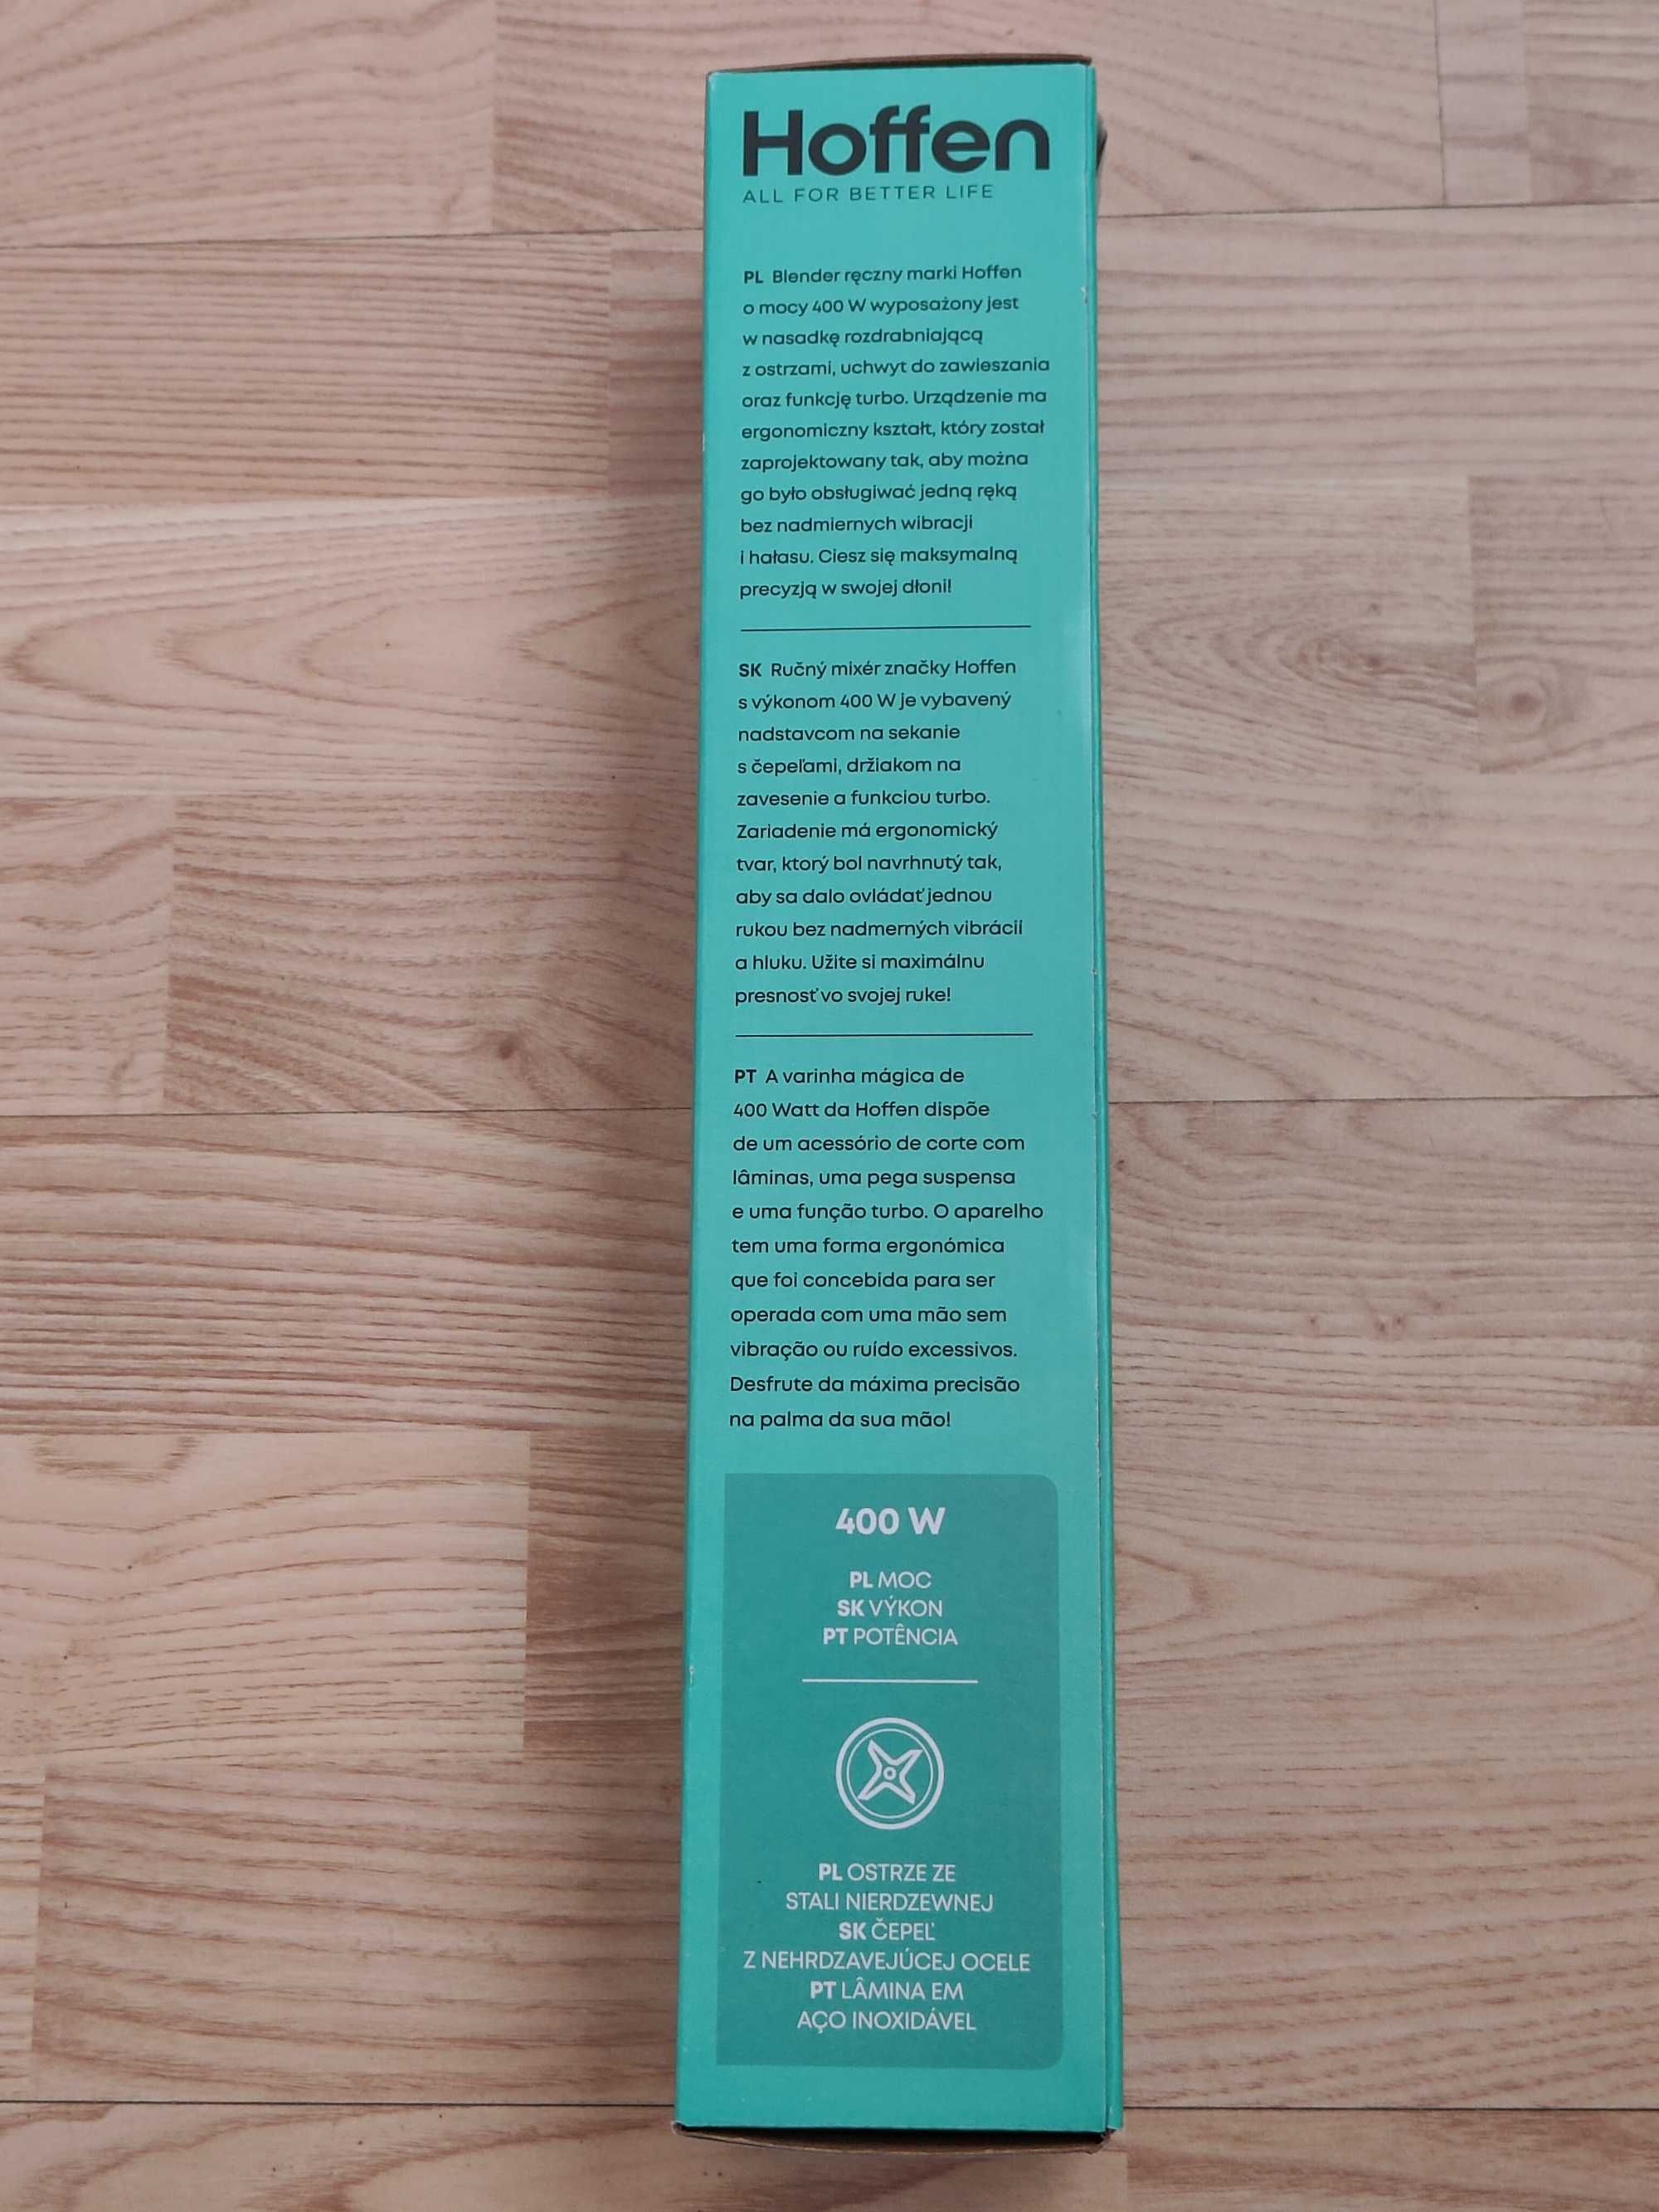 Hoffen
ALL FOR BETTER LIFE
PL Blender ręczny marki Hoffen
o mocy 400 W wyposażony jest
w nasadkę rozdrabniającą
z ostrzami, uchwyt do zawieszania
oraz funkcję turbo. Urządzenie ma
ergonomiczny kształt, który został
zaprojektowany tak, aby można
go było obsługiwać jedną ręką
bez nadmiernych wibracji
i hałasu. Ciesz się maksymalną
precyzją w swojej dłoni!
SK Ručný mixér značky Hoffen
s výkonom 400 W je vybavený
nadstavcom na sekanie
s čepeľami, držiakom na
zavesenie a funkciou turbo.
Zariadenie má ergonomický
tvar, ktorý bol navrhnutý tak,
aby sa dalo ovládať jednou
rukou bez nadmerných vibrácií
a hluku. Užite si maximálnu
presnosť vo svojej ruke!
PT A varinha mágica de
400 Watt da Hoffen dispõe
de um acessório de corte com
lâminas, uma pega suspensa
e uma função turbo. O aparelho
tem uma forma ergonómica
que foi concebida para ser
operada com uma mão sem
vibração ou ruído excessivos.
Desfrute da máxima precisão
na palma da sua mão!
400 W
PL MOC
SK VÝKON
PT POTÊNCIA
PL OSTRZE ZE
STALI NIERDZEWNEJ
SK ČEPEĽ
Z NEHRDZAVEJÚCEJ OCELE
PT LÂMINA EM
AÇO INOXIDÁVEL